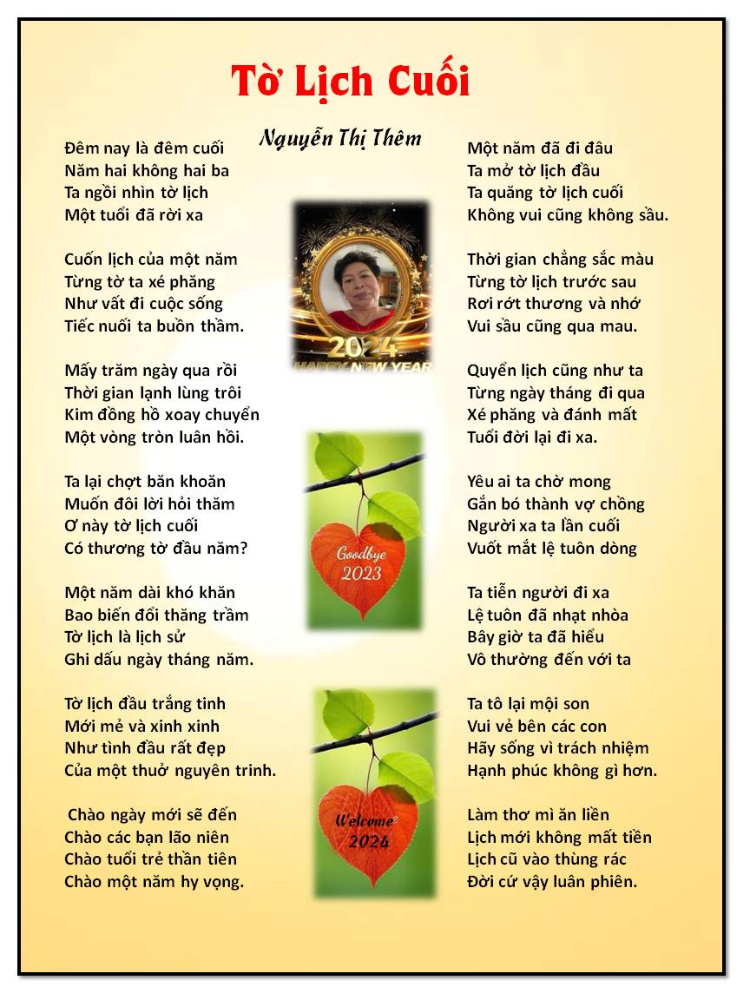 Tờ Lịch Cuối
Nguyễn Thị Thêm
Đêm nay là đêm cuối
Năm hai không hai ba
Ta ngồi nhìn tờ lịch
Một tuổi đã rời xa
Cuốn lịch của một năm
Từng tờ ta xé phăng
Như vất đi cuộc sống
Tiếc nuối ta buồn thầm.
Mấy trăm ngày qua rồi
Thời gian lạnh lùng trôi
Kim đồng hồ xoay chuyển
Một vòng tròn luân hồi.
Ta lại chợt băn khoăn
Muốn đôi lời hỏi thăm
Ơ này tờ lịch cuối
Có thương tờ đầu năm?
Một năm dài khó khăn
Bao biến đổi thăng trầm
Tờ lịch là lịch sử
Ghi dấu ngày tháng năm.
Tờ lịch đầu trắng tinh
Mới mẻ và xinh xinh
Như tình đầu rất đẹp
Của một thuở nguyên trinh.
Chào ngày mới sẽ đến
Chào các bạn lão niên
Chào tuổi trẻ thần tiên
Chào một năm hy vọng.
2024
HAPPY NEW YEAR
Goodbye
2023
Welcome
2024
Một năm đã đi đâu
Ta mở tờ lịch đầu
Ta quăng tờ lịch cuối
Không vui cũng không sầu.
Thời gian chẳng sắc màu
Từng tờ lịch trước sau
Rơi rớt thương và nhớ
Vui sầu cũng qua mau.
Quyển lịch cũng như ta
Từng ngày tháng đi qua
Xé phăng và đánh mất
Tuổi đời lại đi xa.
Yêu ai ta chờ mong
Gắn bó thành vợ chồng
Người xa ta lần cuối
Vuốt mắt lệ tuôn dòng
Ta tiễn người đi xa
Lệ tuôn đã nhạt nhòa
Bây giờ ta đã hiểu
Vô thường đến với ta
Ta tô lại mội son
Vui vẻ bên các con
Hãy sống vì trách nhiệm
Hạnh phúc không gì hơn.
Làm thơ mì ăn liền
Lịch mới không mất tiền
Lịch cũ vào thùng rác
Đời cứ vậy luân phiên.